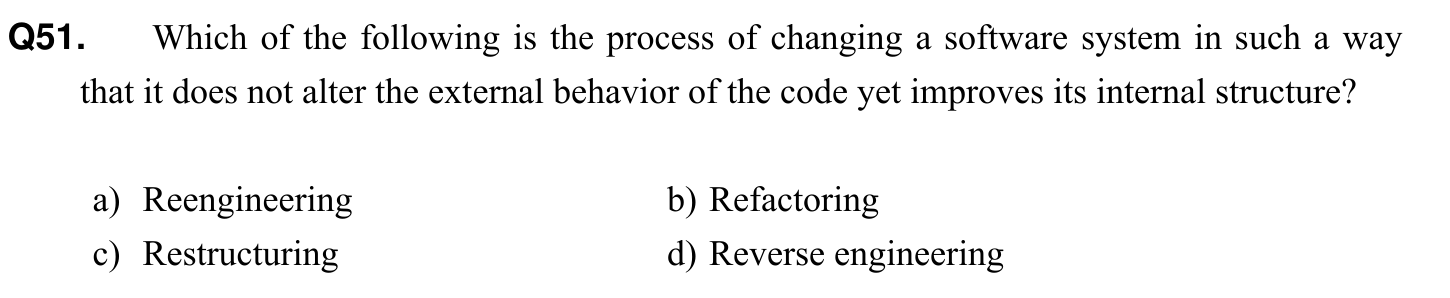 Q51. Which of the following is the process of changing a software system in such a way
that it does not alter the external behavior of the code yet improves its internal structure?
a) Reengineering b) Refactoring
c) Restructuring d) Reverse engineering